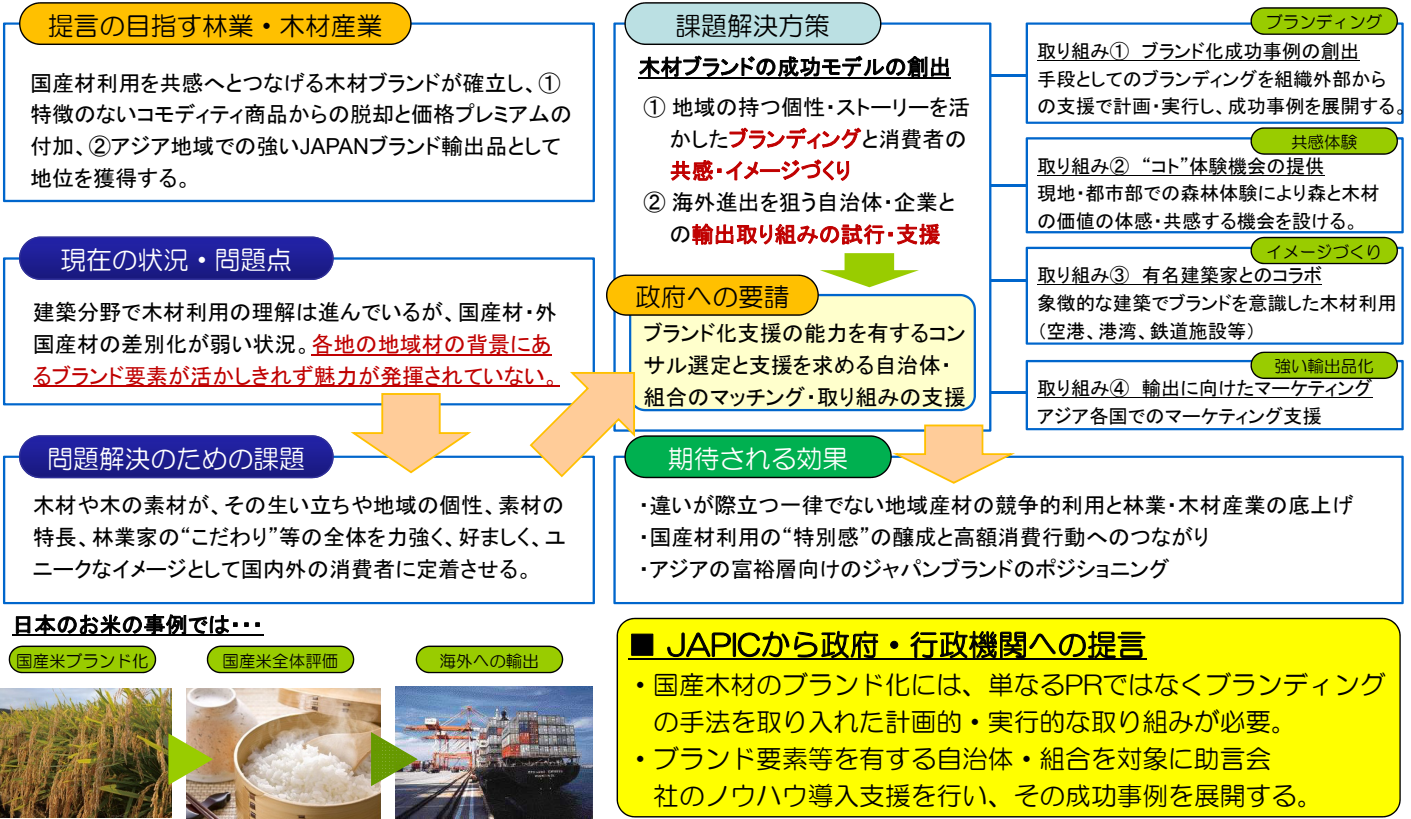 提言の目指す林業・木材産業
国産材利用を共感へとつなげる木材ブランドが確立し、①
特徴のないコモディティ商品からの脱却と価格プレミアムの
付加、②アジア地域での強いJAPANブランド輸出品として
地位を獲得する。
現在の状況・問題点
建築分野で木材利用の理解は進んでいるが、国産材・外
国産材の差別化が弱い状況。各地の地域材の背景にあ
るブランド要素が活かしきれず魅力が発揮されていない。
問題解決のための課題
木材や木の素材が、その生い立ちや地域の個性、素材の
特長、林業家の“こだわり”等の全体を力強く、好ましく、ユ
ニークなイメージとして国内外の消費者に定着させる。
課題解決方策
木材ブランドの成功モデルの創出
① 地域の持つ個性・ストーリーを活
かしたブランディングと消費者の
共感・イメージづくり
② 海外進出を狙う自治体・企業と
の輸出取り組みの試行・支援
政府への要請
ブランド化支援の能力を有するコン
サル選定と支援を求める自治体・
組合のマッチング・取り組みの支援
ブランディング
取り組み① ブランド化成功事例の創出
手段としてのブランディングを組織外部から
の支援で計画・実行し、成功事例を展開する。
共感体験
取り組み② “コト”体験機会の提供
現地・都市部での森林体験により森と木材
の価値の体感・共感する機会を設ける。
イメージづくり
取り組み③ 有名建築家とのコラボ
象徴的な建築でブランドを意識した木材利用
（空港、港湾、鉄道施設等）
強い輸出品化
取り組み④ 輸出に向けたマーケティング
アジア各国でのマーケティング支援
期待される効果
・違いが際立つ一律でない地域産材の競争的利用と林業・木材産業の底上げ
・国産材利用の“特別感”の醸成と高額消費行動へのつながり
・アジアの富裕層向けのジャパンブランドのポジショニング
日本のお米の事例では・・・
国産米ブランド化
国産米全体評価
海外への輸出
■ JAPICから政府・行政機関への提言
・国産木材のブランド化には、単なるPRではなくブランディング
の手法を取り入れた計画的・実行的な取り組みが必要。
・ブランド要素等を有する自治体・組合を対象に助言会
社のノウハウ導入支援を行い、その成功事例を展開する。